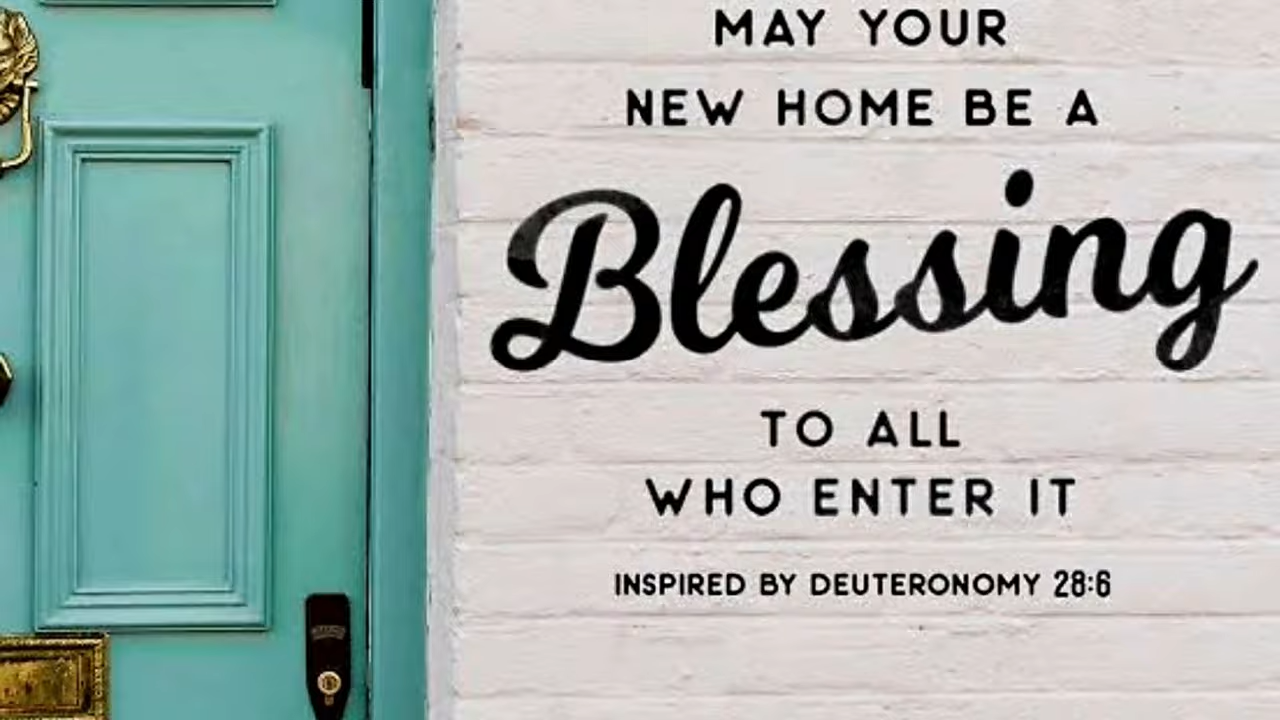 MAY YOUR
NEW HOME BE A
Blessing
TO ALL
WHO ENTER IT
INSPIRED BY DEUTERONOMY 28:6